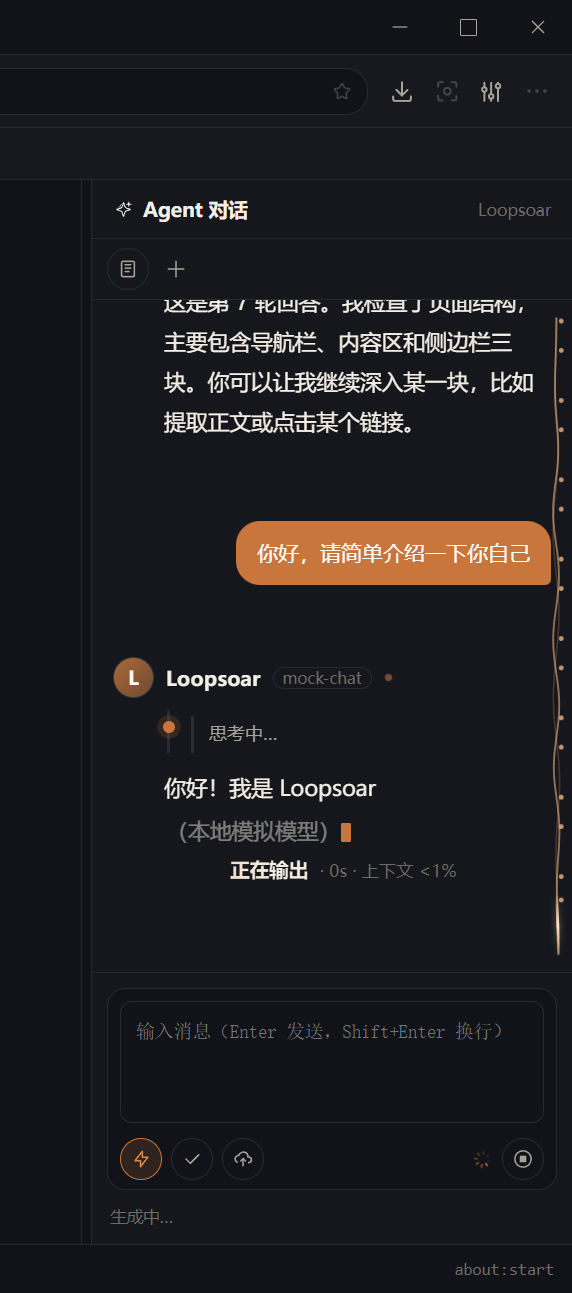 Agent 对话
Loopsoar
这是第 7 轮回答。我检查了页面结构，
主要包含导航栏、内容区和侧边栏三
块。你可以让我继续深入某一块，比如
提取正文或点击某个链接。
你好，请简单介绍一下你自己
L
Loopsoar
mock-chat
思考中...
你好！我是 Loopsoar
（本地模拟模型）
正在输出 · 0s · 上下文 <1%
输入消息（Enter 发送，Shift+Enter 换行）
生成中...
about:start